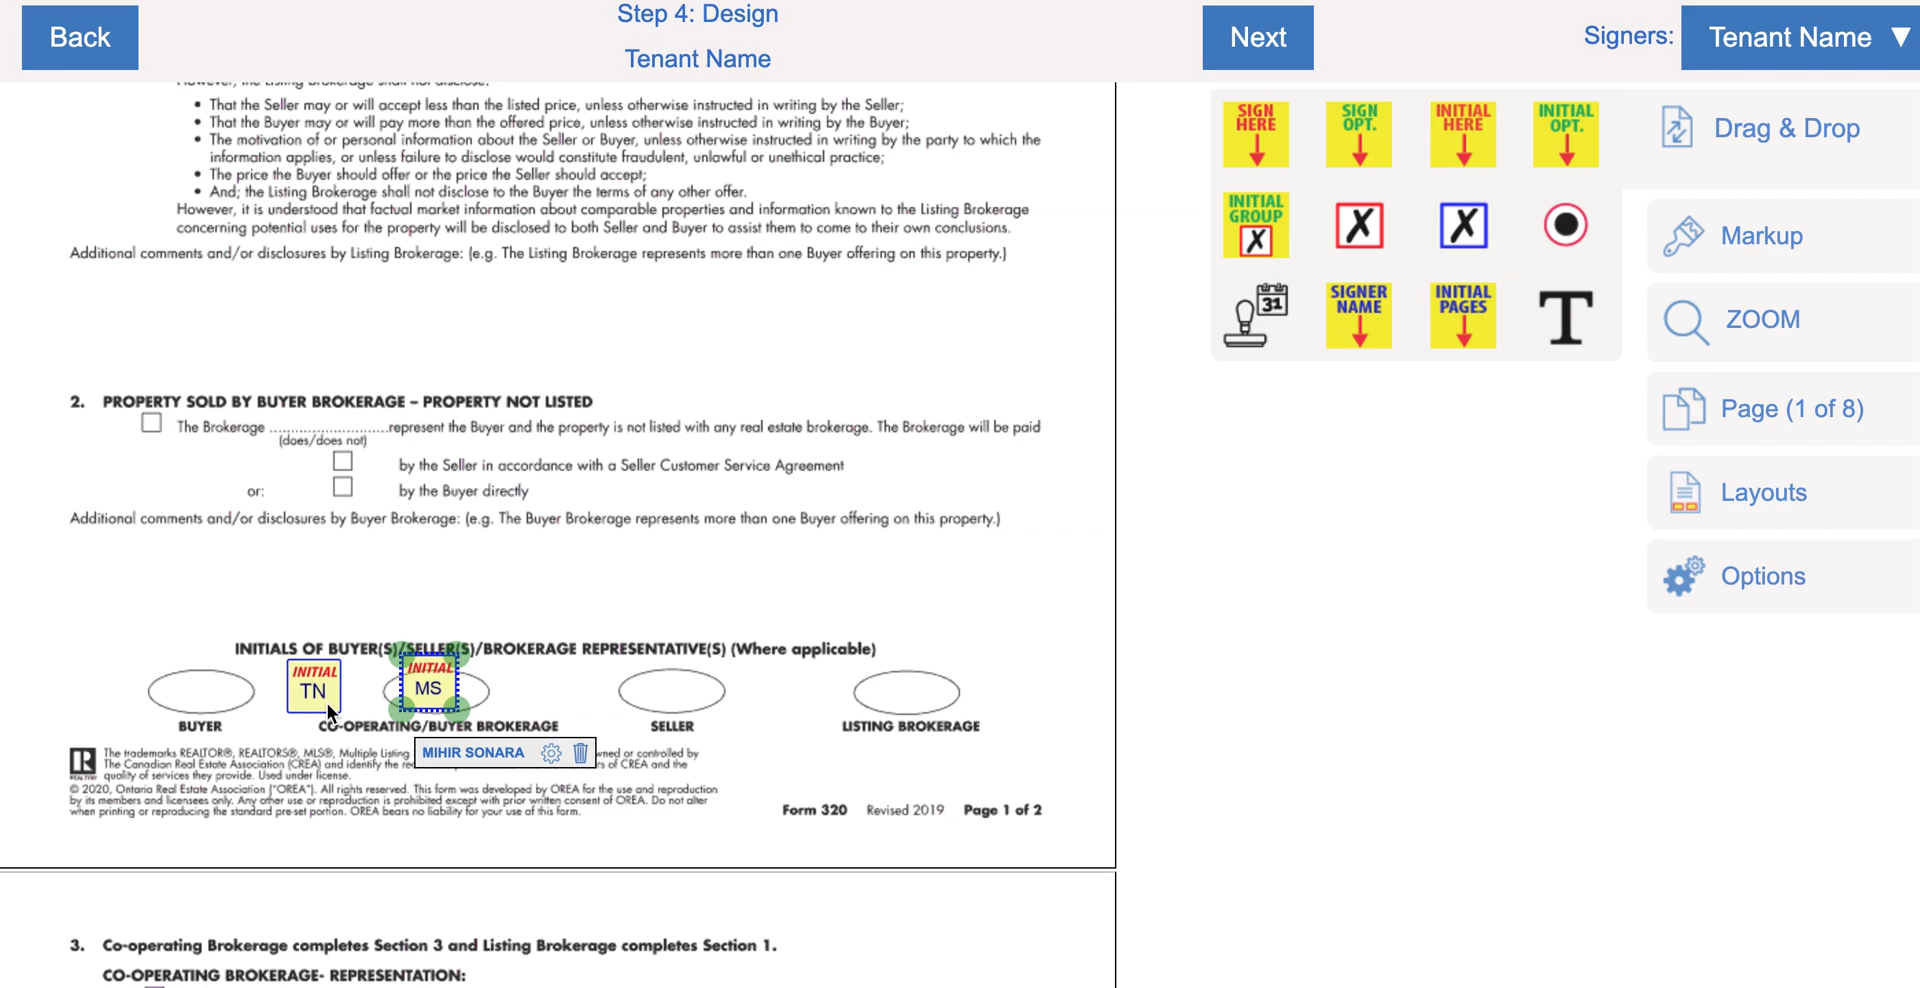 Back
Step 4: Design
Tenant Name
Next
Signers:
Tenant Name ▼
However, the Listing Brokerage shall not disclose:
• That the Seller may or will accept less than the listed price, unless otherwise instructed in writing by the Seller;
• That the Buyer may or will pay more than the offered price, unless otherwise instructed in writing by the Buyer;
• The motivation of or personal information about the Seller or Buyer, unless otherwise instructed in writing by the party to which the
information applies, or unless failure to disclose would constitute fraudulent, unlawful or unethical practice;
• The price the Buyer should offer or the price the Seller should accept;
• And; the Listing Brokerage shall not disclose to the Buyer the terms of any other offer.
However, it is understood that factual market information about comparable properties and information known to the Listing Brokerage
concerning potential uses for the property will be disclosed to both Seller and Buyer to assist them to come to their own conclusions.
Additional comments and/or disclosures by Listing Brokerage: (e.g. The Listing Brokerage represents more than one Buyer offering on this property.)
2. PROPERTY SOLD BY BUYER BROKERAGE – PROPERTY NOT LISTED
The Brokerage ...........................represent the Buyer and the property is not listed with any real estate brokerage. The Brokerage will be paid
(does/does not)
by the Seller in accordance with a Seller Customer Service Agreement
or: by the Buyer directly
Additional comments and/or disclosures by Buyer Brokerage: (e.g. The Buyer Brokerage represents more than one Buyer offering on this property.)
INITIALS OF BUYER(S)/SELLER(S)/BROKERAGE REPRESENTATIVE(S) (Where applicable)
INITIAL
TN
INITIAL
MS
BUYER
CO-OPERATING/BUYER BROKERAGE
SELLER
LISTING BROKERAGE
MIHIR SONARA
The trademarks REALTOR®, REALTORS®, MLS®, Multiple Listing wned or controlled by
The Canadian Real Estate Association (CREA) and identify the rs of CREA and the
quality of services they provide. Used under license.
© 2020, Ontario Real Estate Association ("OREA"). All rights reserved. This form was developed by OREA for the use and reproduction
by its members and licensees only. Any other use or reproduction is prohibited except with prior written consent of OREA. Do not alter
when printing or reproducing the standard pre-set portion. OREA bears no liability for your use of this form.
Form 320 Revised 2019 Page 1 of 2
3. Co-operating Brokerage completes Section 3 and Listing Brokerage completes Section 1.
CO-OPERATING BROKERAGE- REPRESENTATION:
SIGN HERE
SIGN OPT.
INITIAL HERE
INITIAL OPT.
INITIAL GROUP
X
X
X
31
SIGNER NAME
INITIAL PAGES
T
Drag & Drop
Markup
ZOOM
Page (1 of 8)
Layouts
Options